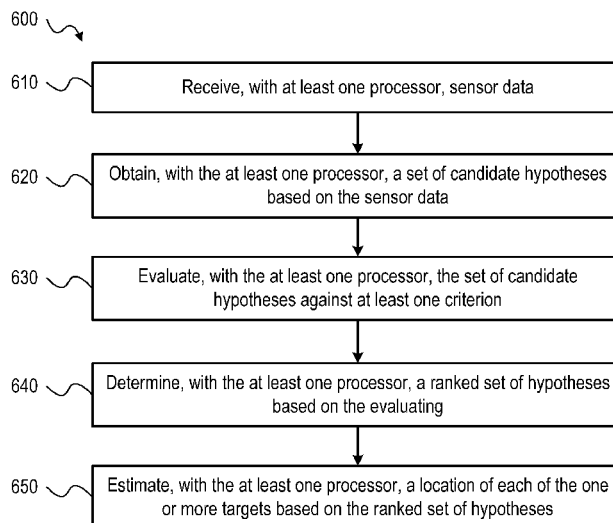 600
610
Receive, with at least one processor, sensor data
620
Obtain, with the at least one processor, a set of candidate hypotheses
based on the sensor data
630
Evaluate, with the at least one processor, the set of candidate
hypotheses against at least one criterion
640
Determine, with the at least one processor, a ranked set of hypotheses
based on the evaluating
650
Estimate, with the at least one processor, a location of each of the one
or more targets based on the ranked set of hypotheses